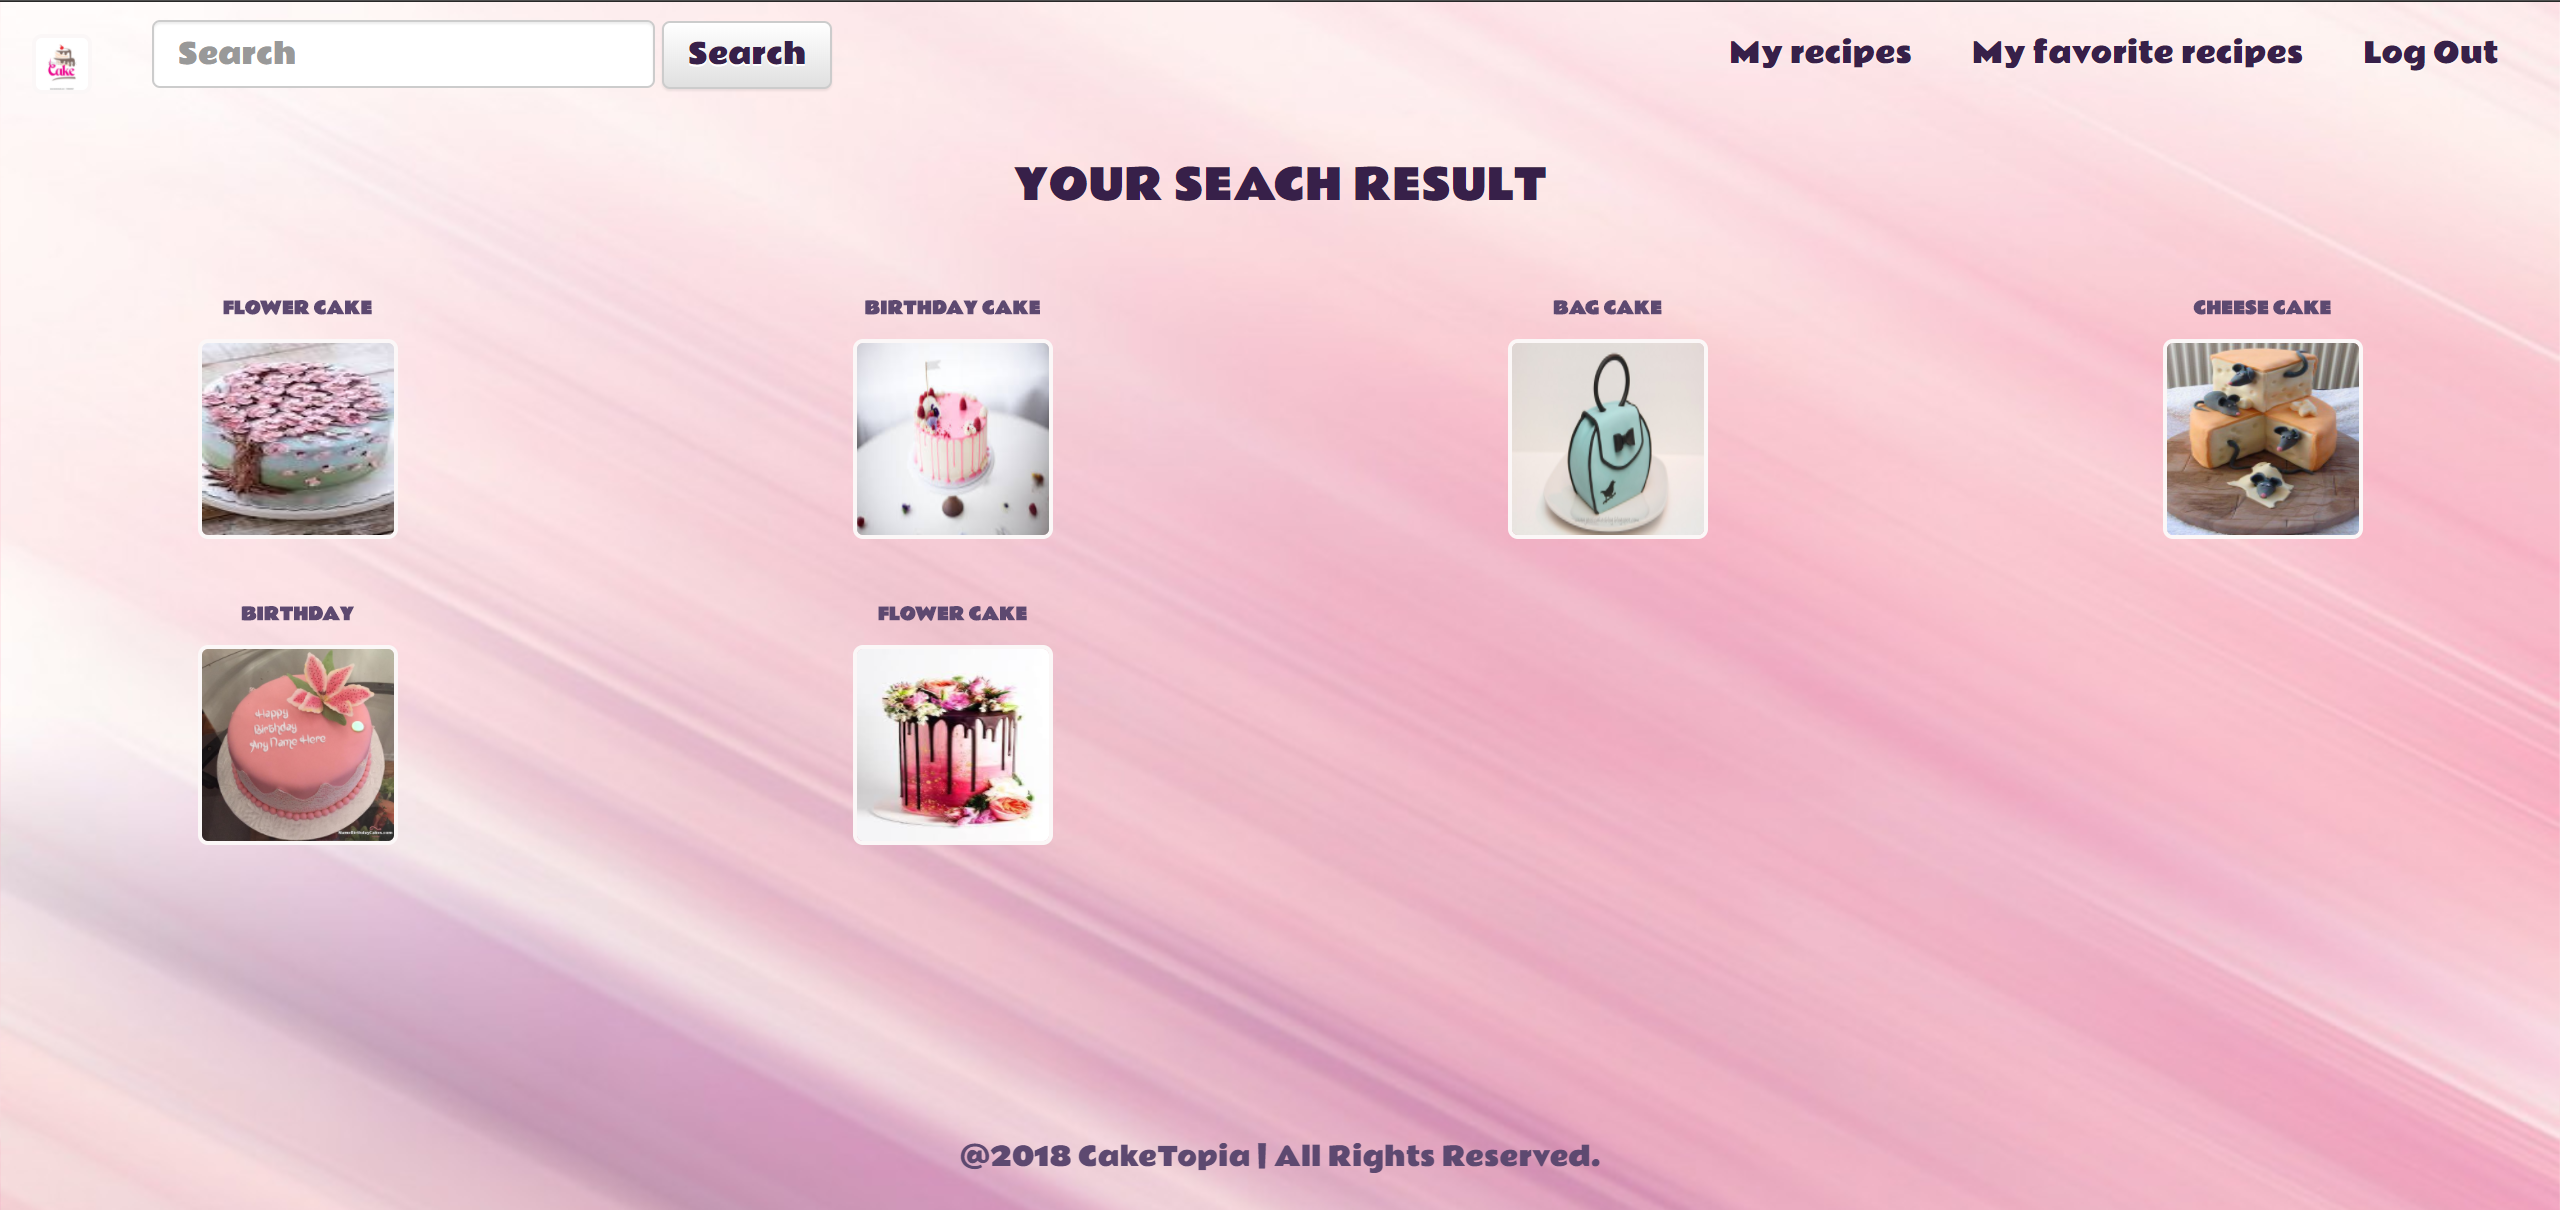 Cake
Search
Search
My recipes
My favorite recipes
Log Out
YOUR SEACH RESULT
FLOWER CAKE
BIRTHDAY CAKE
BAG CAKE
CHEESE CAKE
BIRTHDAY
FLOWER CAKE
Happy
Birthday
Any Name Here
@2018 CakeTopia | All Rights Reserved.